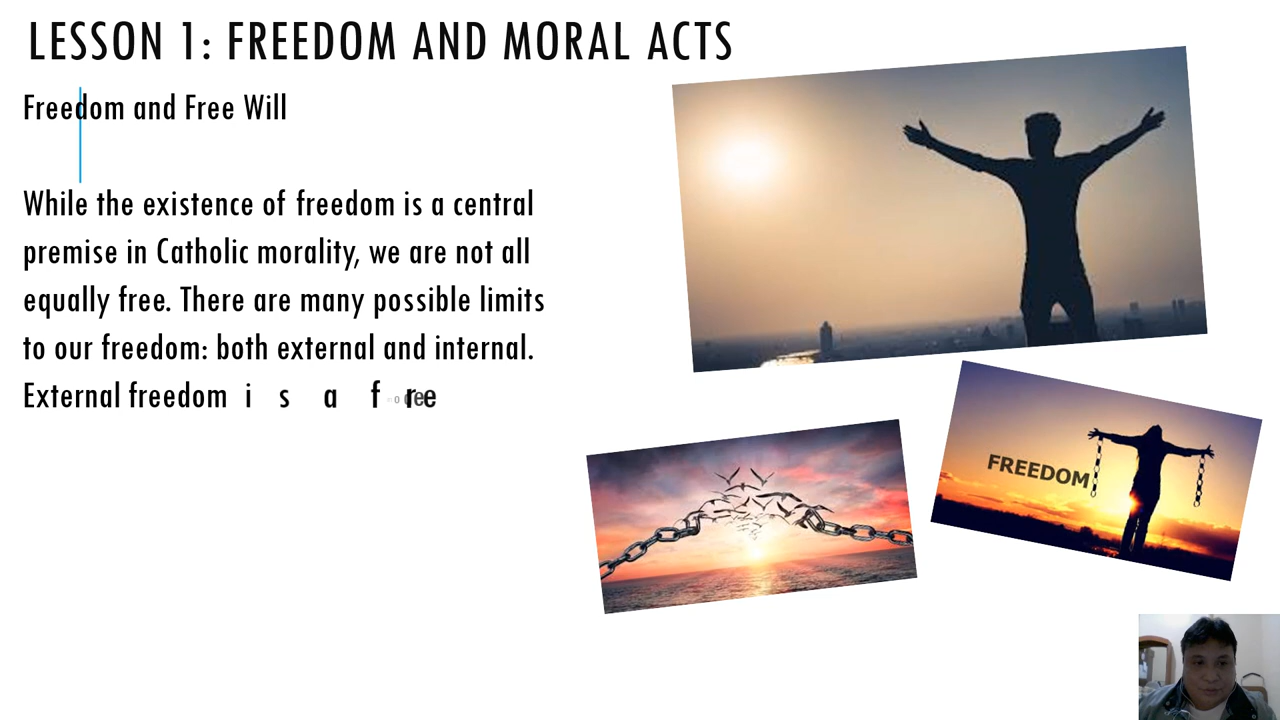 LESSON 1: FREEDOM AND MORAL ACTS
Freedom and Free Will
While the existence of freedom is a central
premise in Catholic morality, we are not all
equally free. There are many possible limits
to our freedom: both external and internal.
External freedom is a
FREEDOM